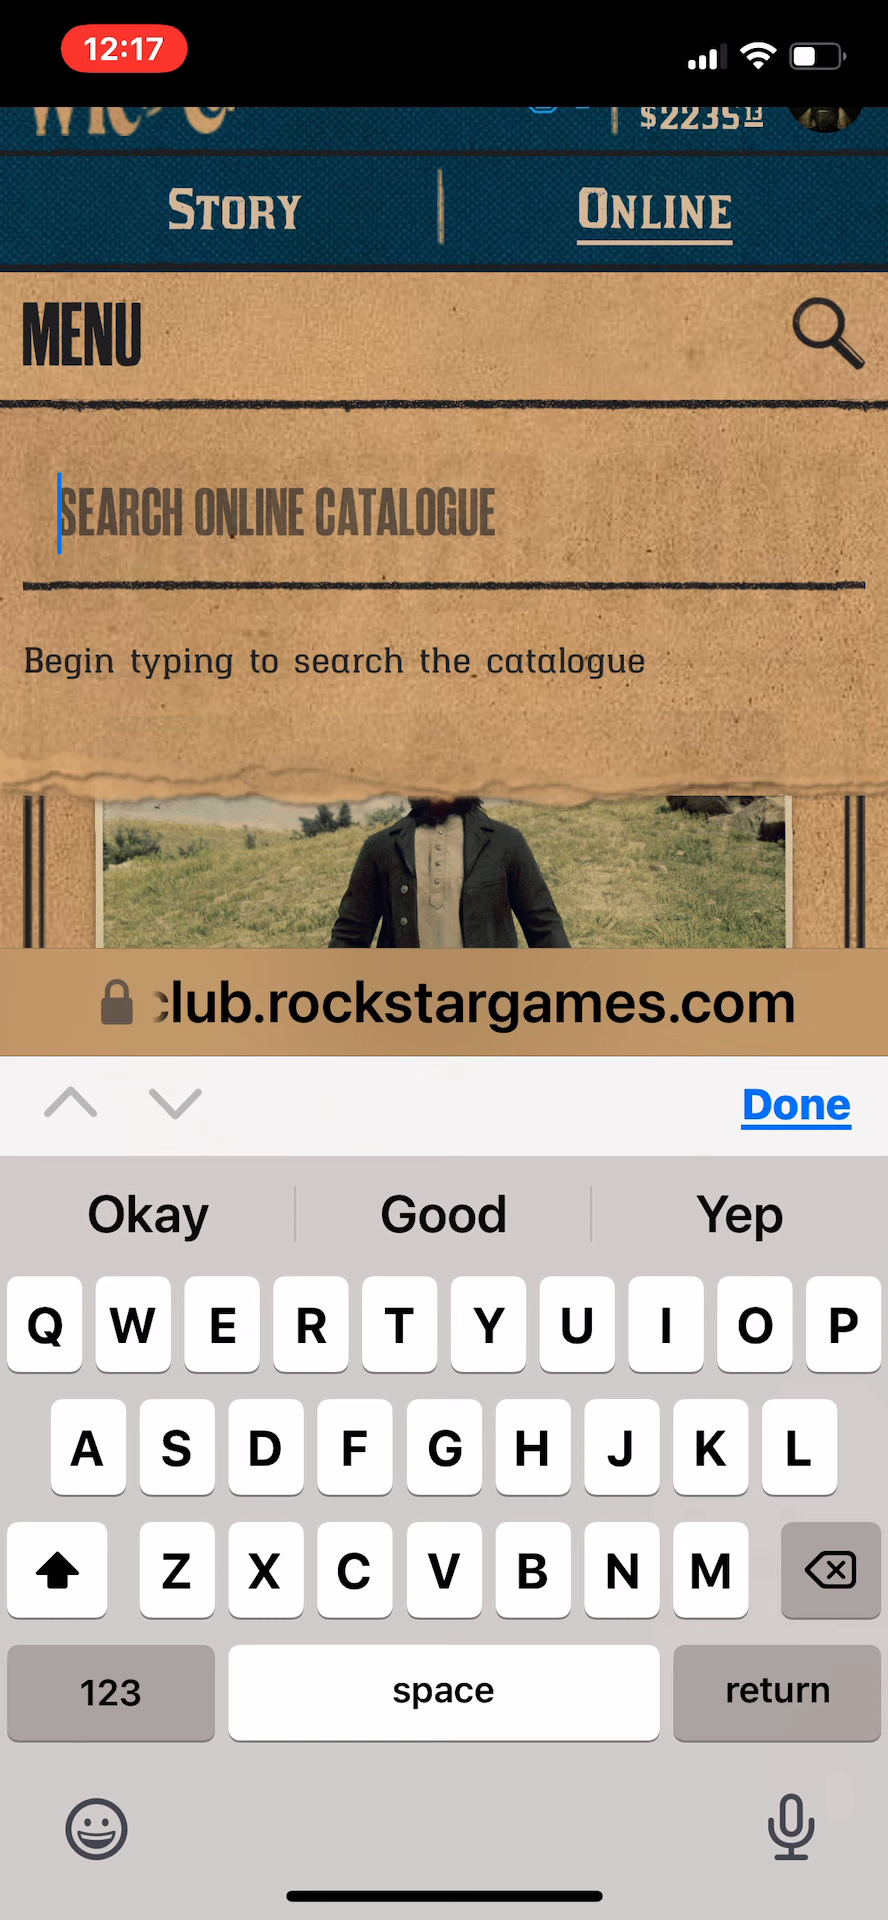 12:17
$2235 13
STORY
ONLINE
MENU
SEARCH ONLINE CATALOGUE
Begin typing to search the catalogue
club.rockstargames.com
Done
Okay Good Yep
Q W E R T Y U I O P
A S D F G H J K L
Z X C V B N M
123 space return